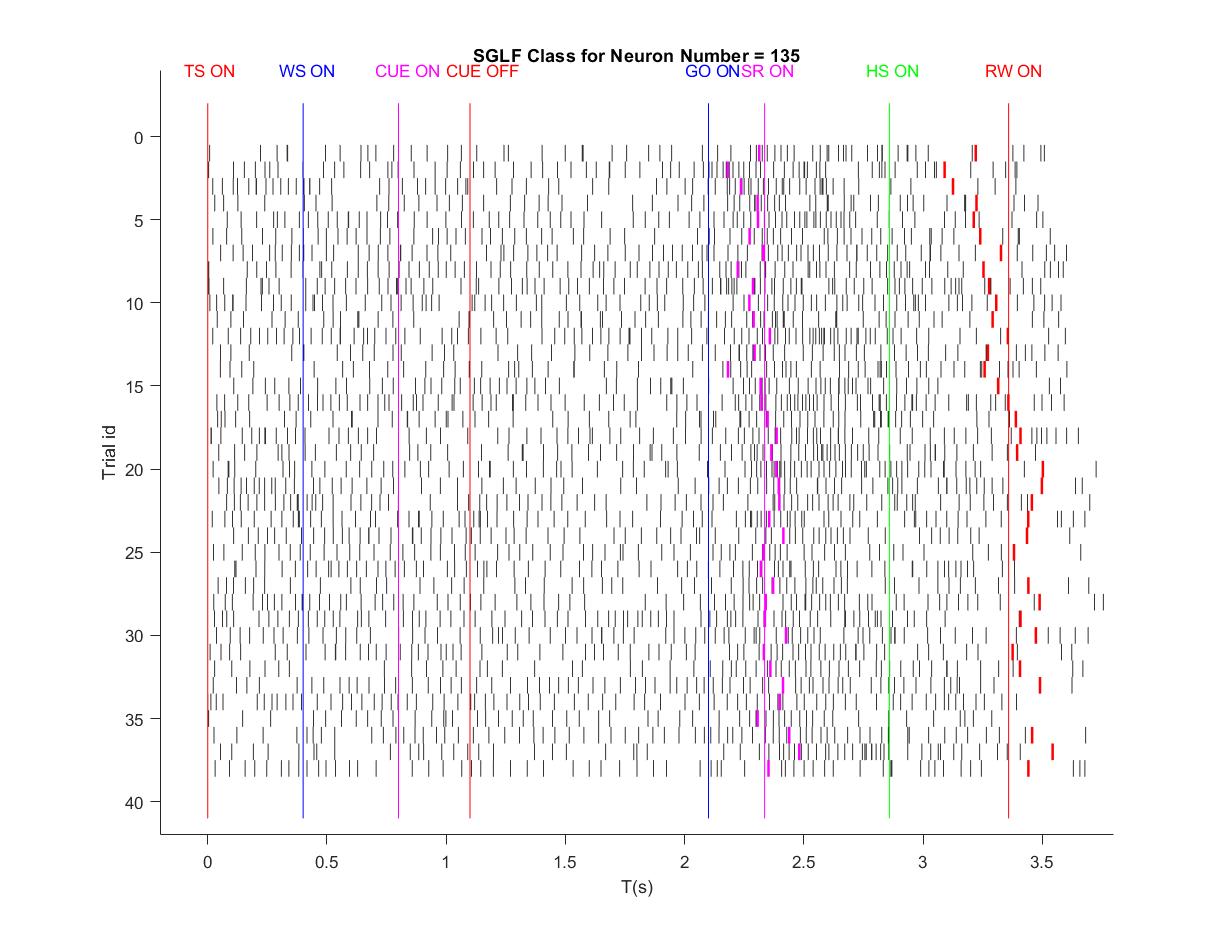 SGLF Class for Neuron Number = 135
TS ON WS ON CUE ON CUE OFF GO ON SR ON HS ON RW ON
0
5
10
15
20
25
30
35
40
Trial id
0 0.5 1 1.5 2 2.5 3 3.5
T(s)